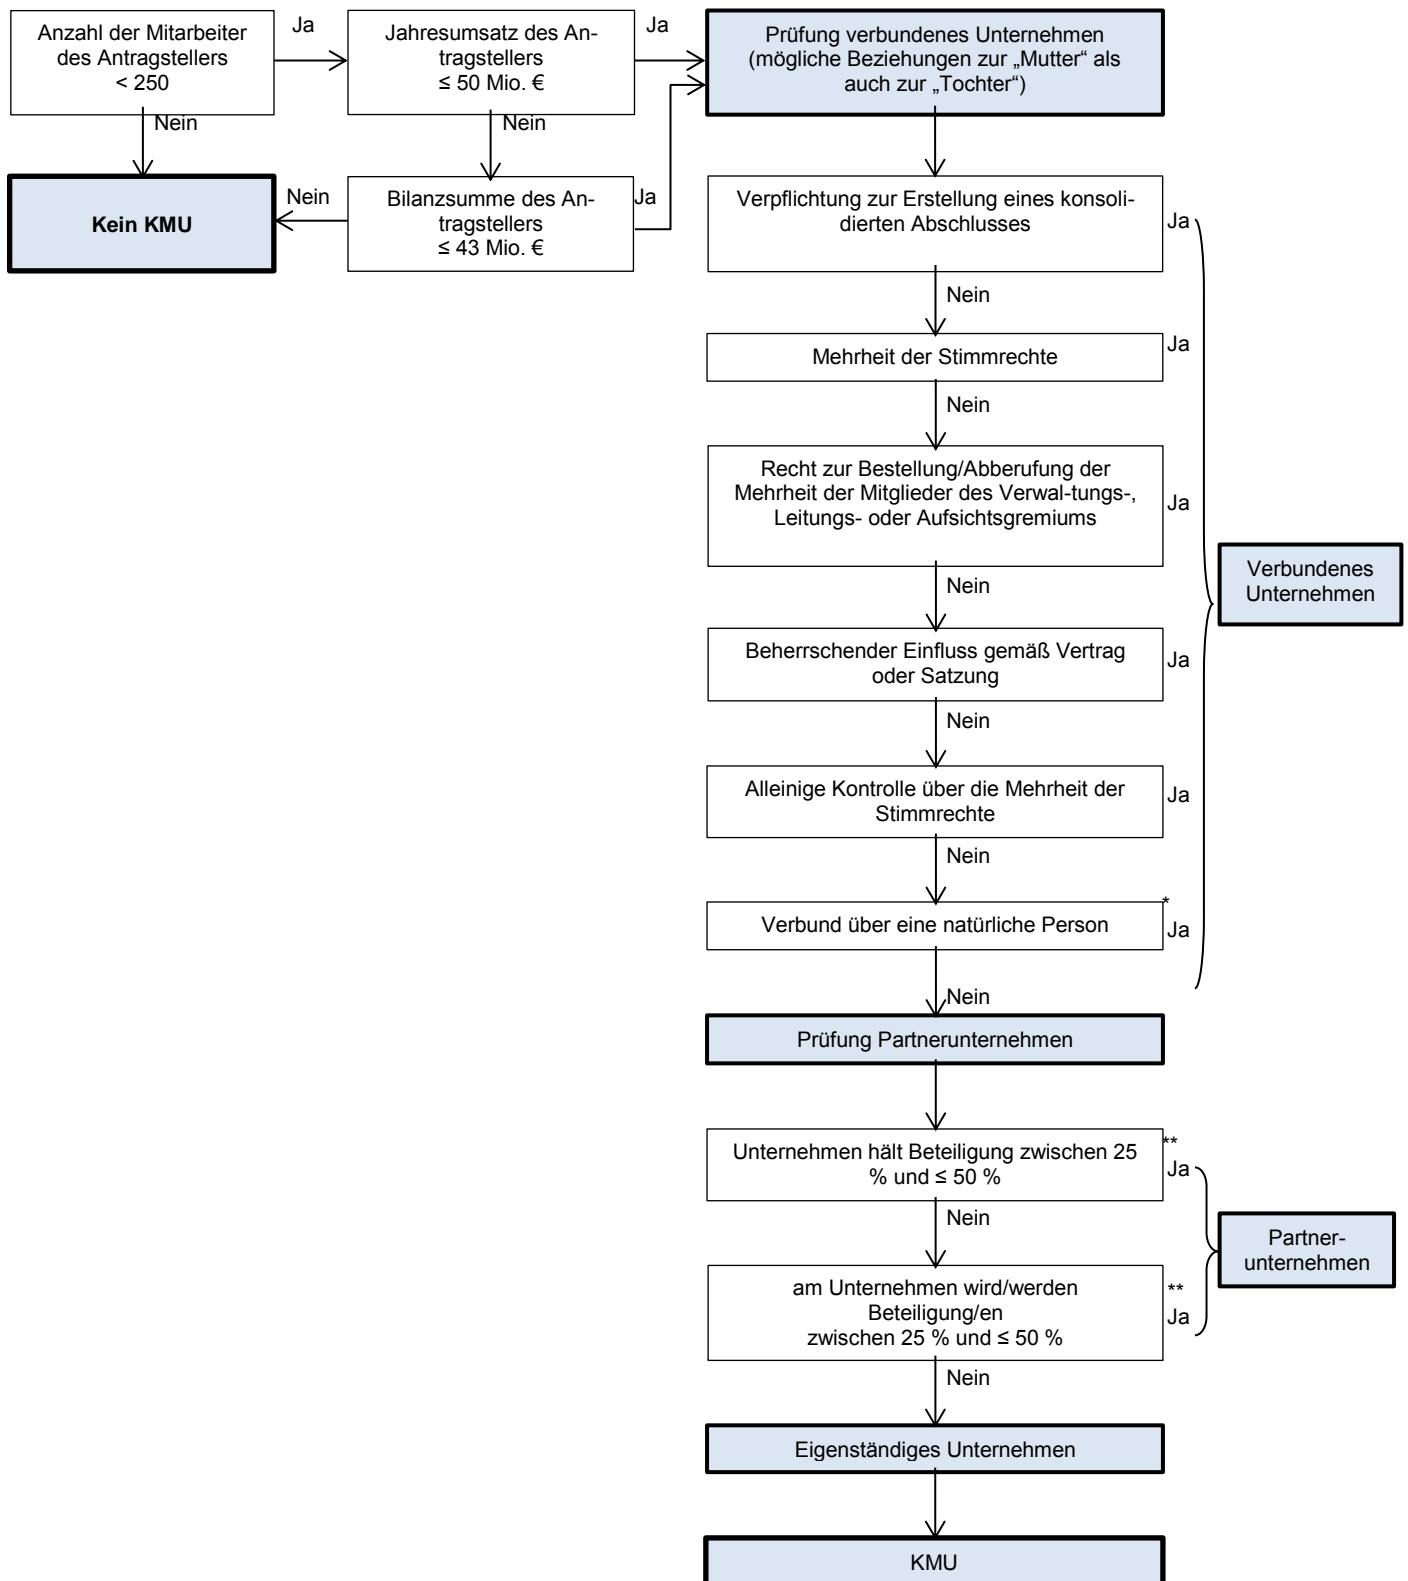 Anzahl der Mitarbeiter
des Antragstellers
< 250
Ja
Jahresumsatz des An-
tragstellers
≤ 50 Mio. €
Ja
Prüfung verbundenes Unternehmen
(mögliche Beziehungen zur „Mutter“ als
auch zur „Tochter“)
Nein
Nein
Kein KMU
Nein
Bilanzsumme des An-
tragstellers
≤ 43 Mio. €
Ja
Verpflichtung zur Erstellung eines konsoli-
dierten Abschlusses
Ja
Nein
Mehrheit der Stimmrechte
Ja
Nein
Recht zur Bestellung/Abberufung der
Mehrheit der Mitglieder des Verwal-tungs-,
Leitungs- oder Aufsichtsgremiums
Ja
Verbundenes
Unternehmen
Nein
Beherrschender Einfluss gemäß Vertrag
oder Satzung
Ja
Nein
Alleinige Kontrolle über die Mehrheit der
Stimmrechte
Ja
Nein
Verbund über eine natürliche Person
*
Ja
Nein
Prüfung Partnerunternehmen
Unternehmen hält Beteiligung zwischen 25
% und ≤ 50 %
**
Ja
Nein
Partner-
unternehmen
am Unternehmen wird/werden
Beteiligung/en
zwischen 25 % und ≤ 50 %
**
Ja
Nein
Eigenständiges Unternehmen
KMU